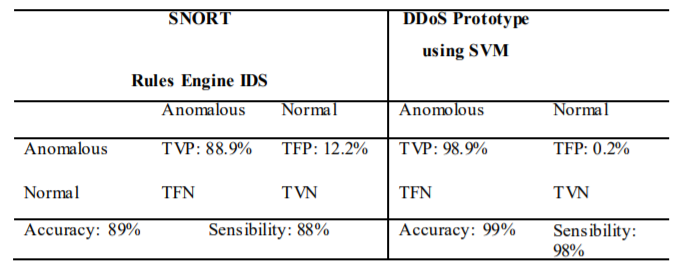 SNORT
Rules Engine IDS
DDoS Prototype
using SVM
Anomalous Normal Anomolous Normal
Anomalous TVP: 88.9% TFP: 12.2% TVP: 98.9% TFP: 0.2%
Normal TFN TVN TFN TVN
Accuracy: 89% Sensibility: 88% Accuracy: 99% Sensibility:
98%